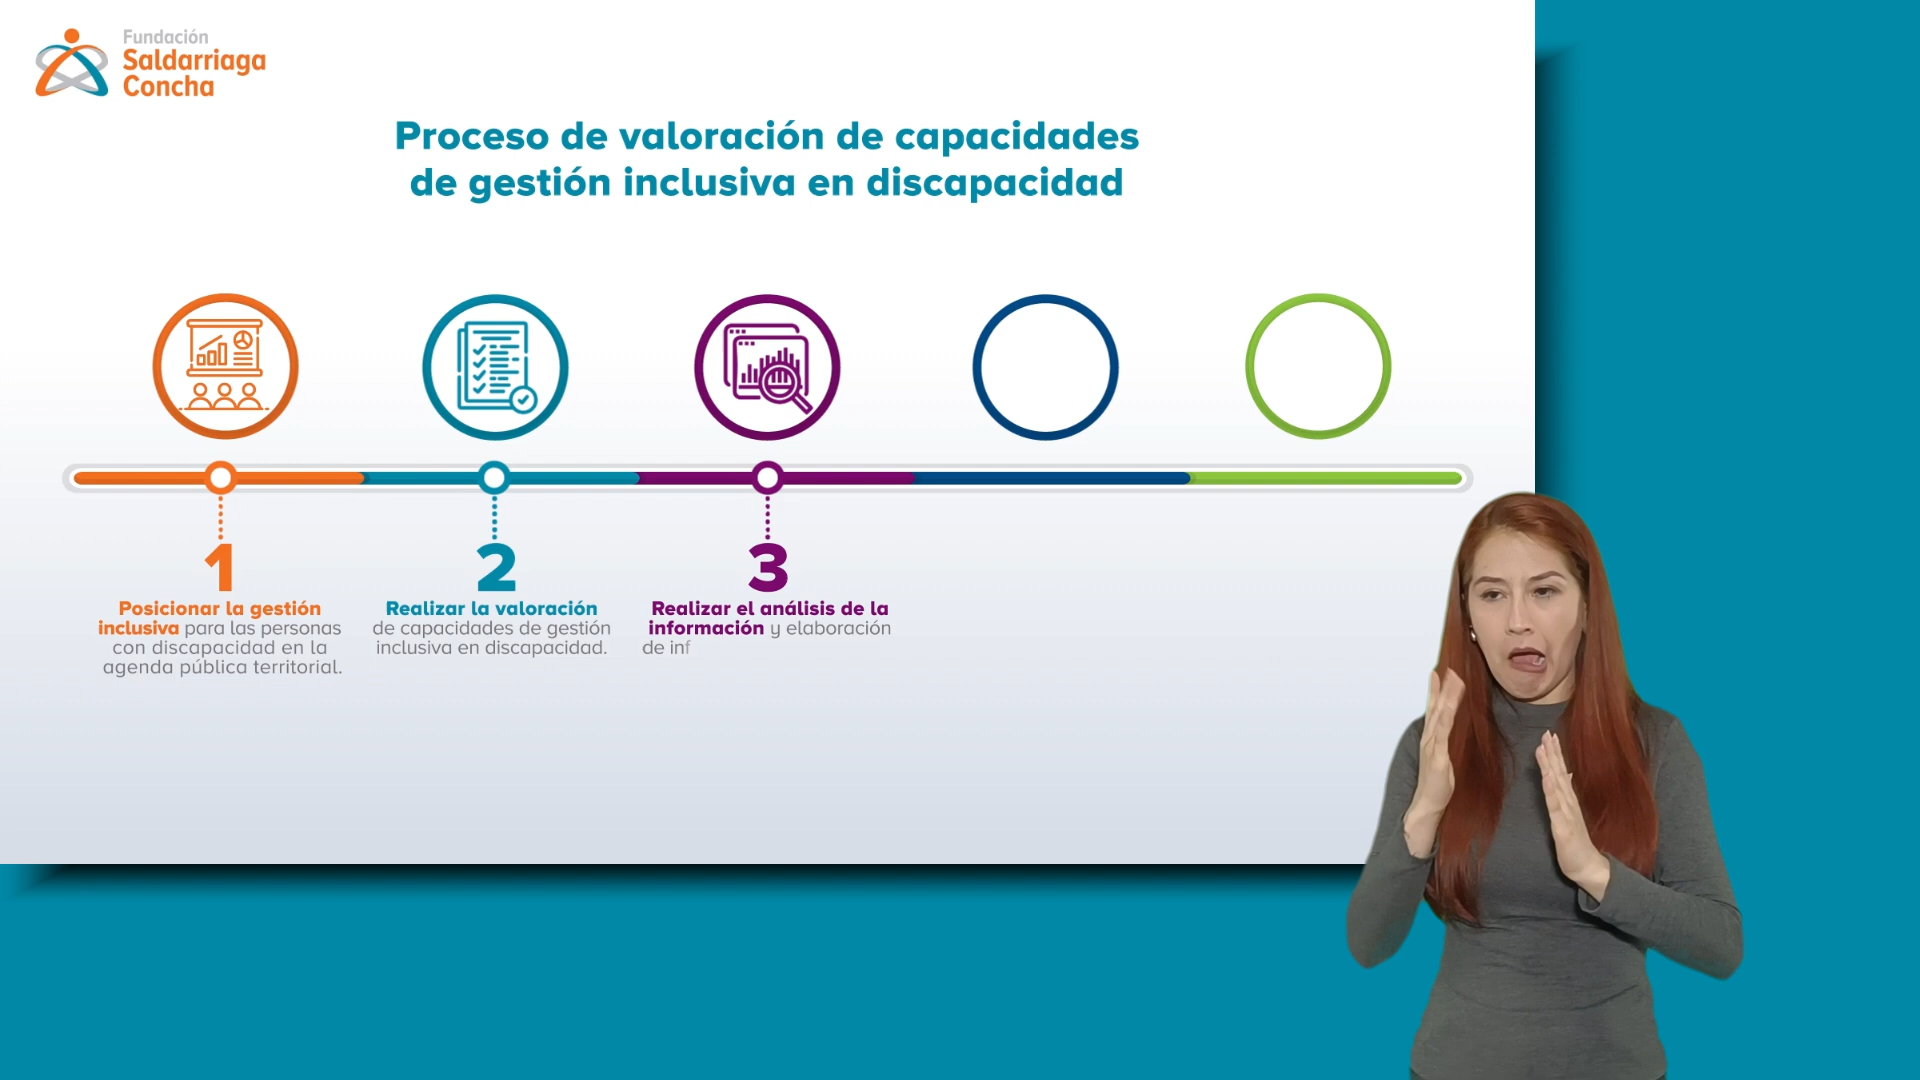 Fundación
Saldarriaga
Concha
Proceso de valoración de capacidades
de gestión inclusiva en discapacidad
1
Posicionar la gestión
inclusiva para las personas
con discapacidad en la
agenda pública territorial.
2
Realizar la valoración
de capacidades de gestión
inclusiva en discapacidad.
3
Realizar el análisis de la
información y elaboración
de inf